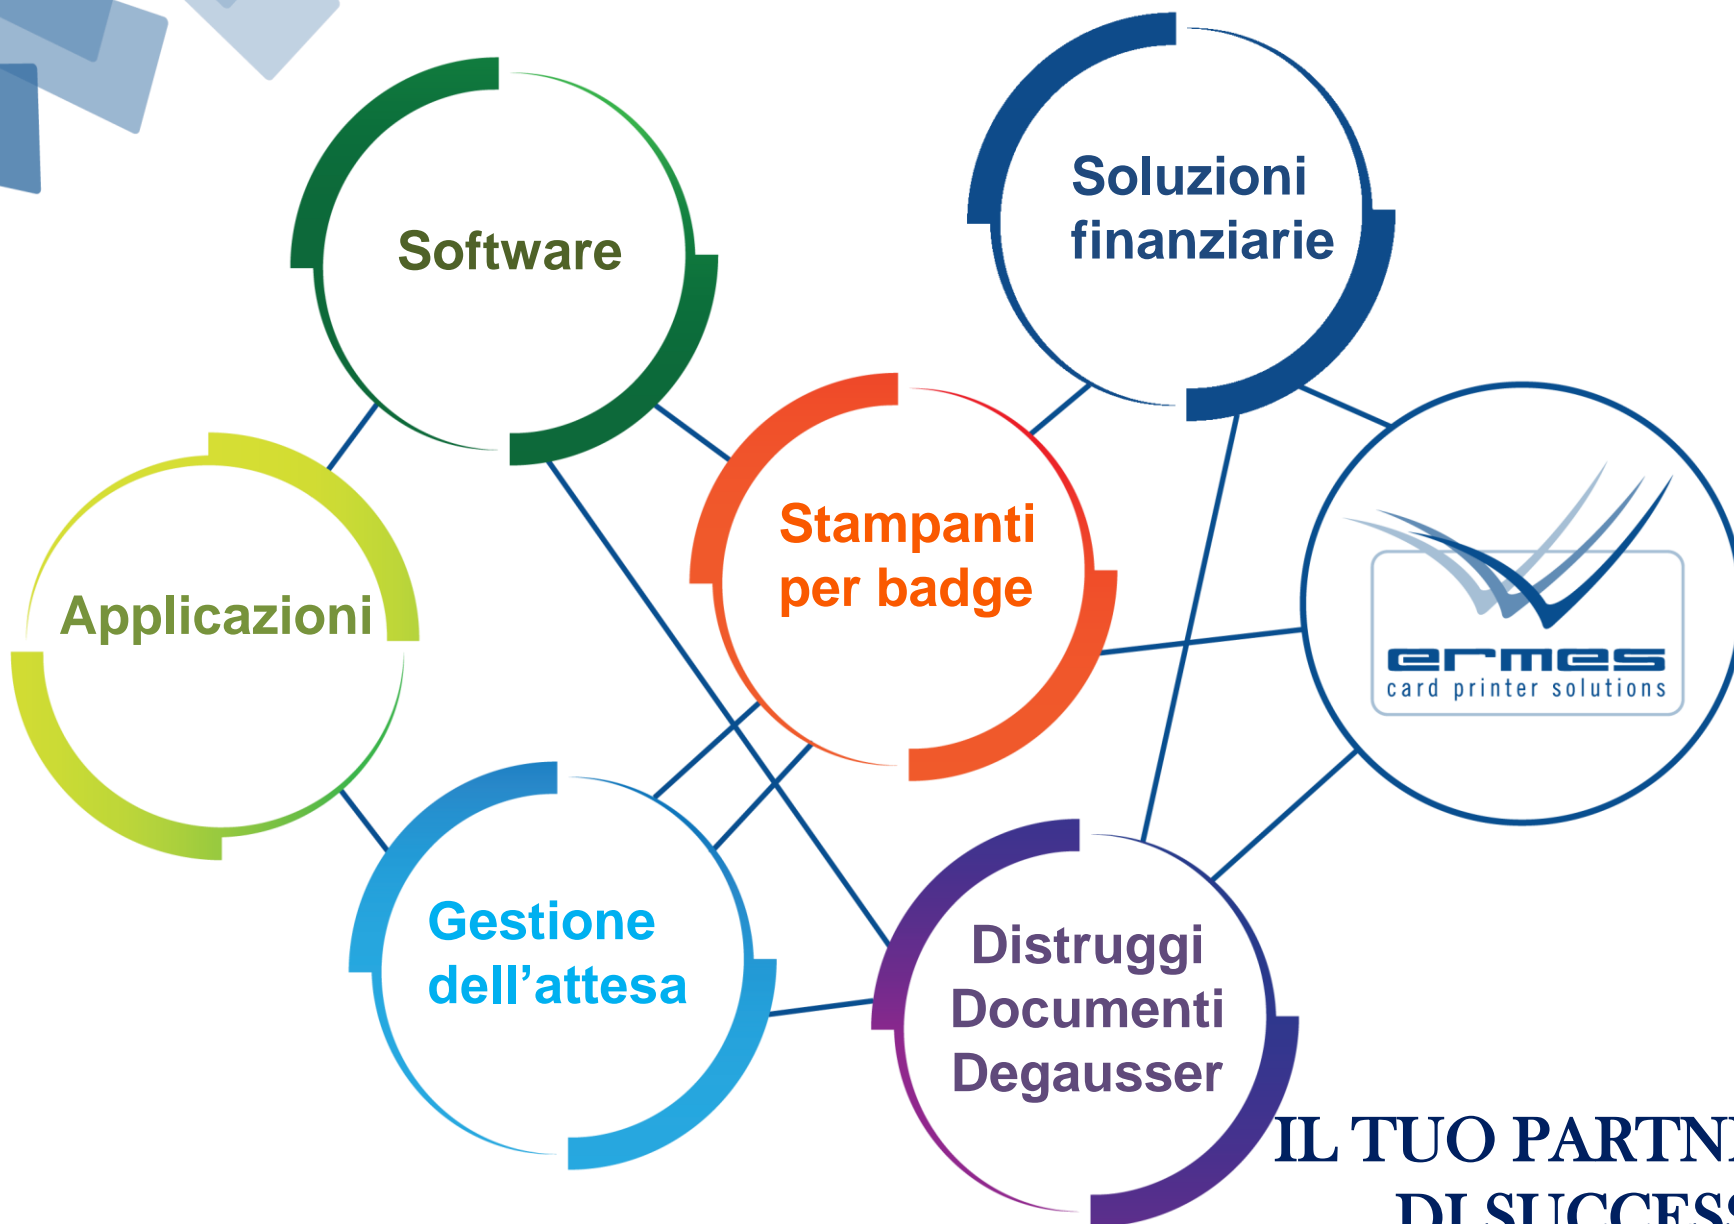 Soluzioni
finanziarie
Software
Stampanti
per badge
Applicazioni
ermes
card printer solutions
Gestione
dell’attesa
Distruggi
Documenti
Degausser
IL TUO
DI